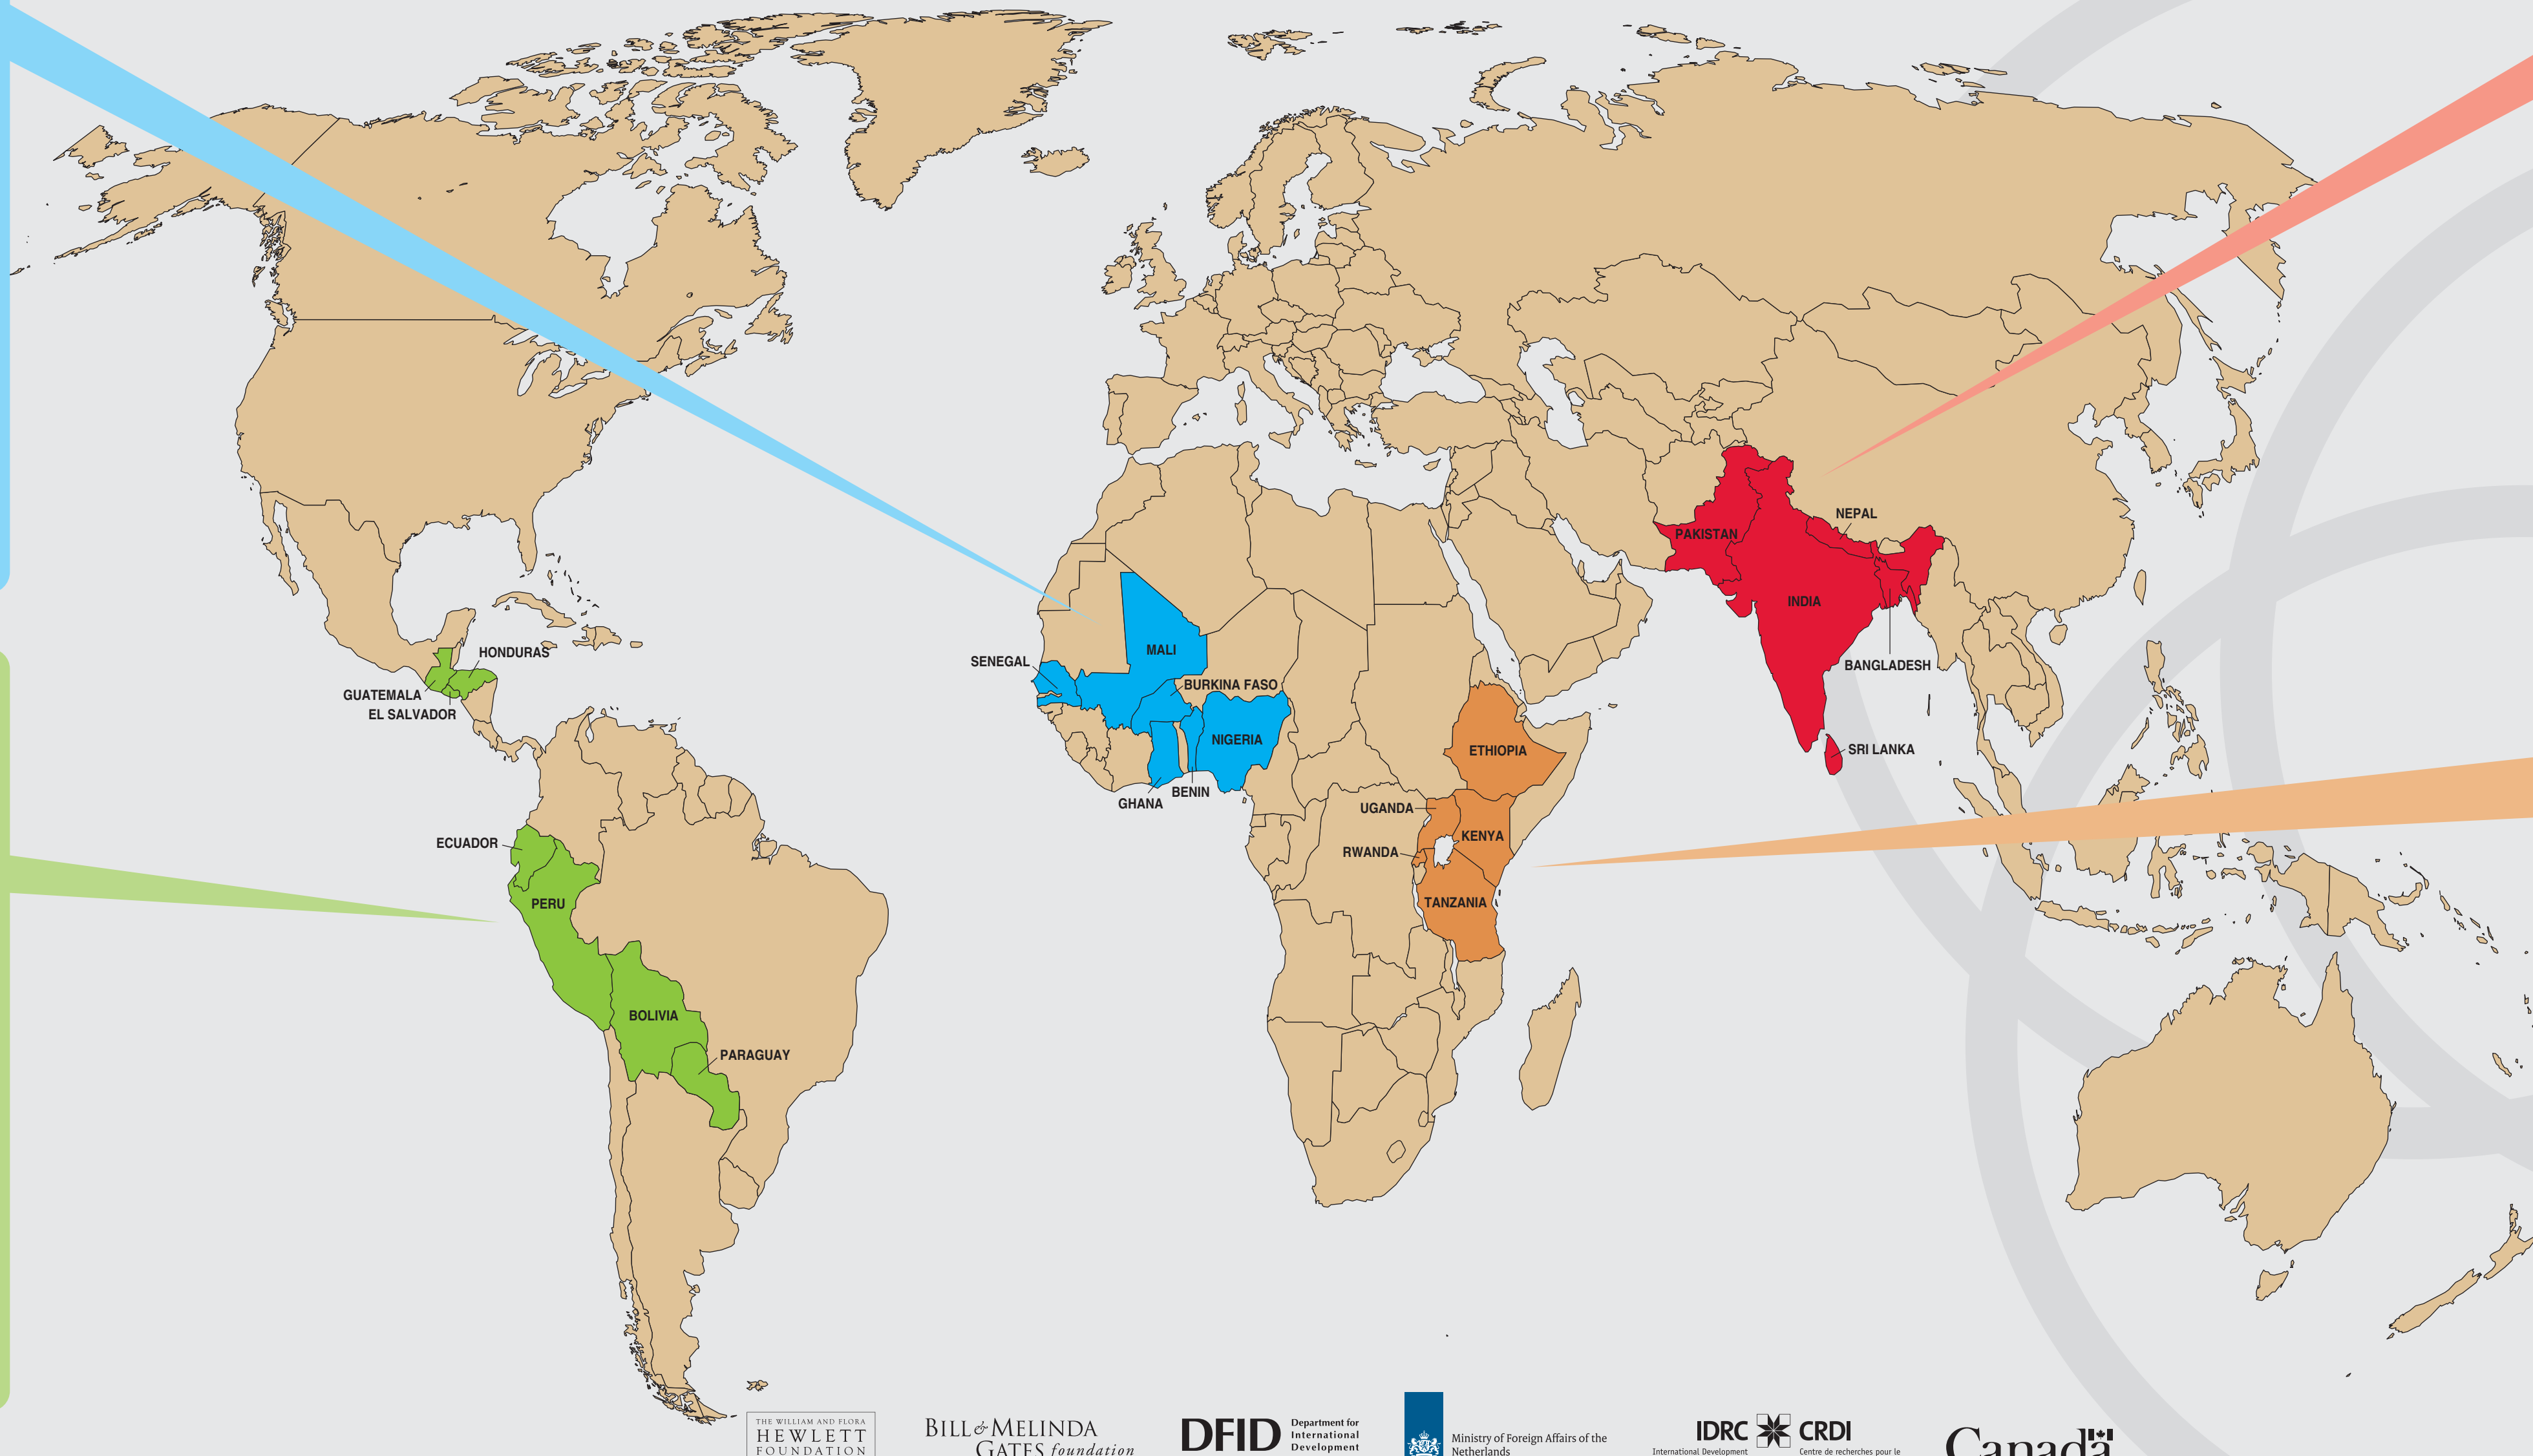 NEPAL
PAKISTAN
INDIA
BANGLADESH
SRI LANKA
HONDURAS
GUATEMALA
EL SALVADOR
SENEGAL
MALI
BURKINA FASO
NIGERIA
GHANA
BENIN
ETHIOPIA
UGANDA
KENYA
RWANDA
TANZANIA
ECUADOR
PERU
BOLIVIA
PARAGUAY
THE WILLIAM AND FLORA
HEWLETT
FOUNDATION
BILL & MELINDA
GATES foundation
DFID
Department for
International
Development
Ministry of Foreign Affairs of the
Netherlands
IDRC CRDI
International Development
Centre de recherches pour le
Canada